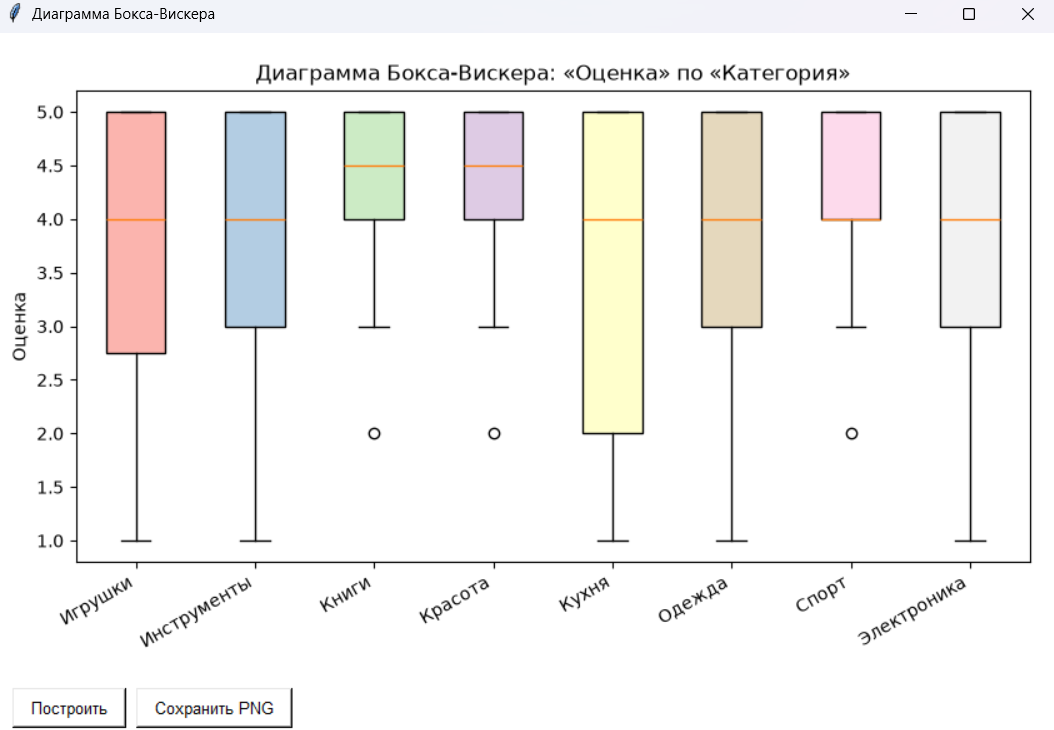 Диаграмма Бокса-Вискера
Диаграмма Бокса-Вискера: «Оценка» по «Категория»
Оценка
5.0
4.5
4.0
3.5
3.0
2.5
2.0
1.5
1.0
Игрушки
Инструменты
Книги
Красота
Кухня
Одежда
Спорт
Электроника
Построить
Сохранить PNG